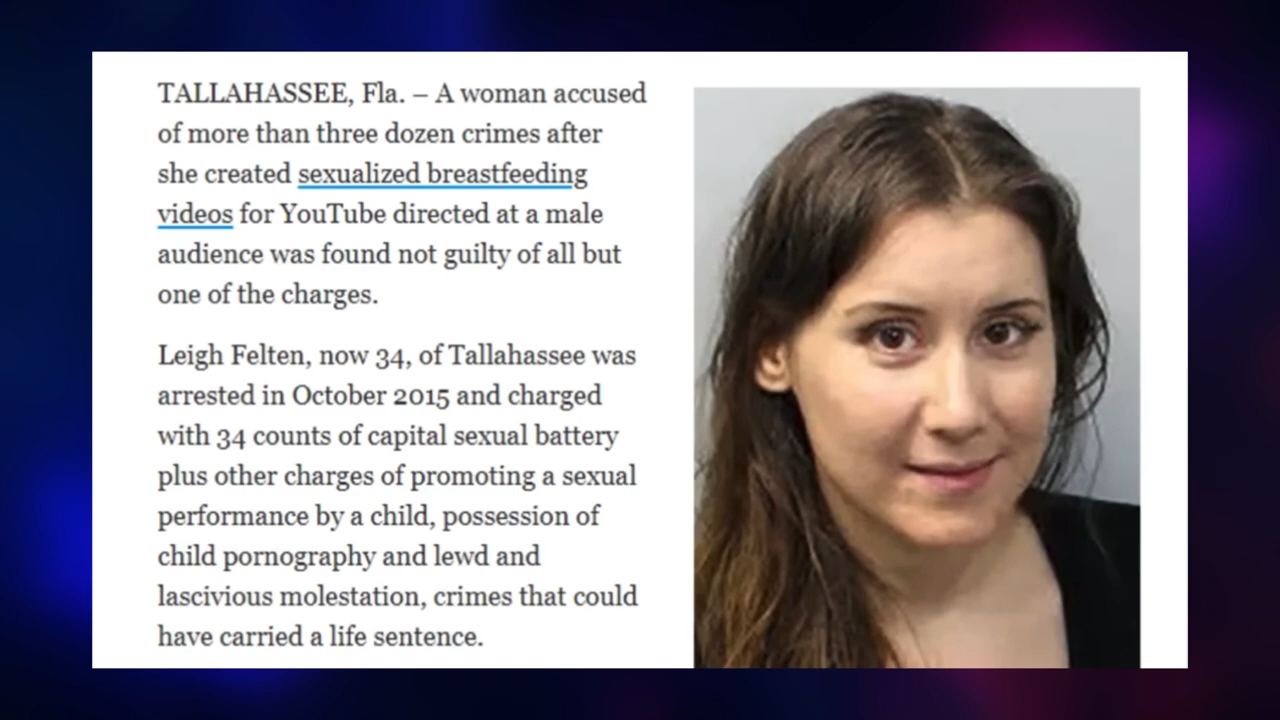 TALLAHASSEE, Fla. – A woman accused
of more than three dozen crimes after
she created sexualized breastfeeding
videos for YouTube directed at a male
audience was found not guilty of all but
one of the charges.
Leigh Felten, now 34, of Tallahassee was
arrested in October 2015 and charged
with 34 counts of capital sexual battery
plus other charges of promoting a sexual
performance by a child, possession of
child pornography and lewd and
lascivious molestation, crimes that could
have carried a life sentence.